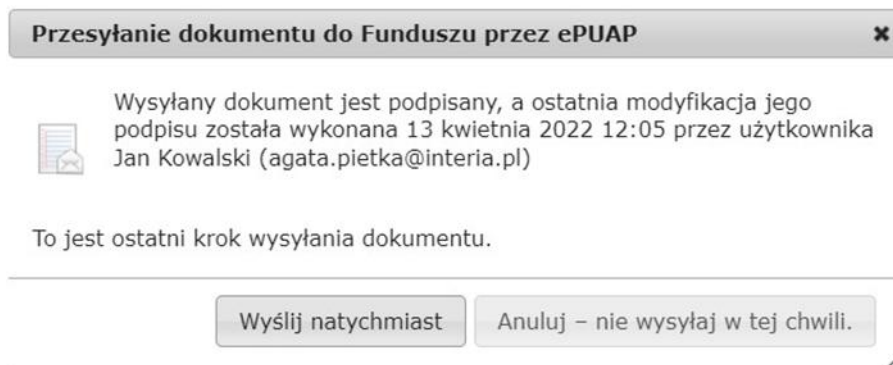 Przesyłanie dokumentu do Funduszu przez ePUAP
Wysyłany dokument jest podpisany, a ostatnia modyfikacja jego
podpisu została wykonana 13 kwietnia 2022 12:05 przez użytkownika
Jan Kowalski (agata.pietka@interia.pl)
To jest ostatni krok wysyłania dokumentu.
Wyślij natychmiast
Anuluj – nie wysyłaj w tej chwili.